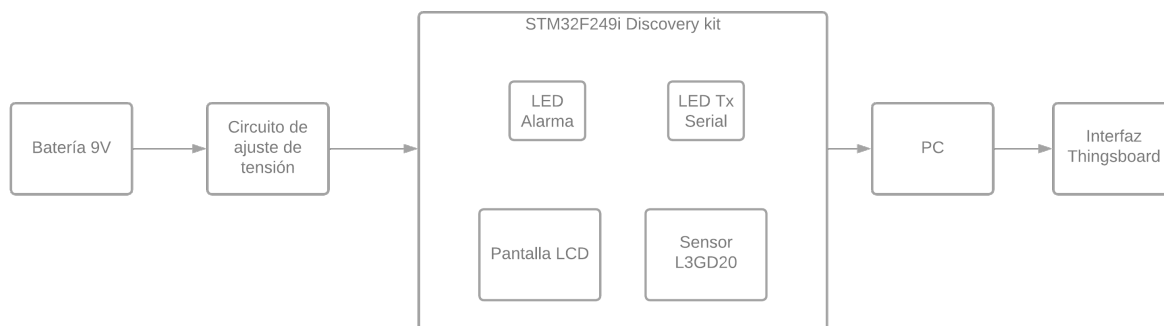 STM32F249i Discovery kit
LED
Alarma
LED Tx
Serial
Batería 9V
Circuito de
ajuste de
tensión
PC
Interfaz
Thingsboard
Pantalla LCD
Sensor
L3GD20